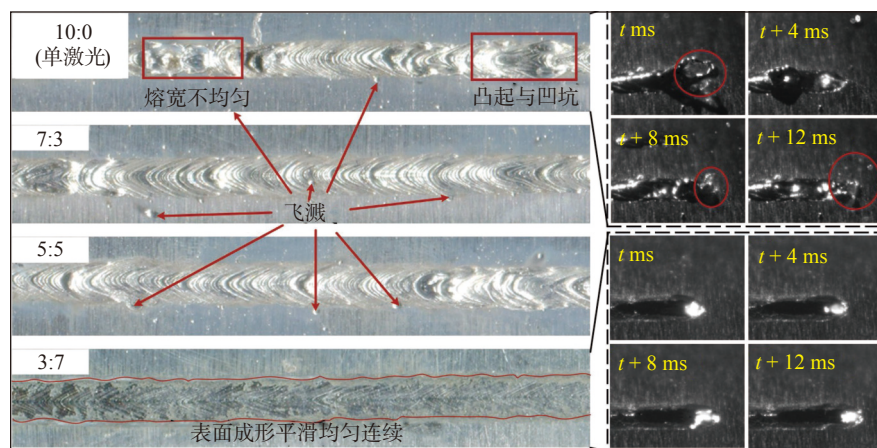 10:0
(单激光)
熔宽不均匀
凸起与凹坑
7:3
飞溅
5:5
3:7
表面成形平滑均匀连续
t ms
t + 4 ms
t + 8 ms
t + 12 ms
t ms
t + 4 ms
t + 8 ms
t + 12 ms